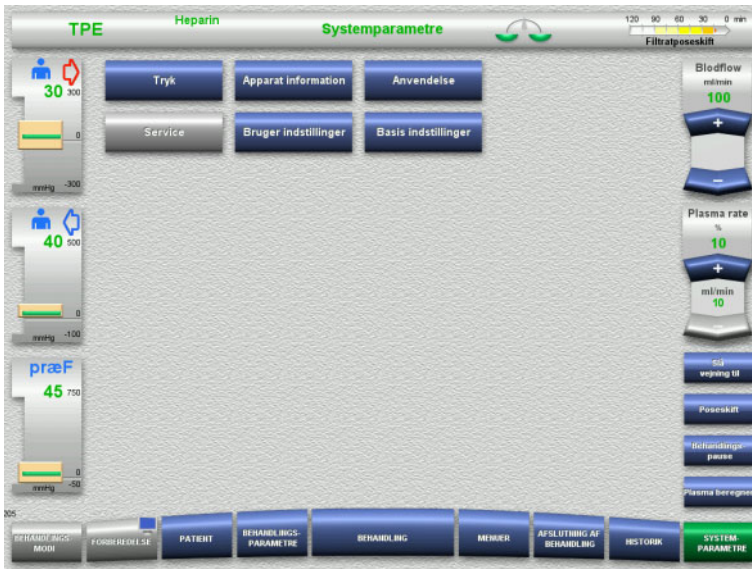 TPE
Heparin
Systemparametre
120 90 60 30 0 min
Filtratposeskift
30 300
0
mmHg -300
40 500
0
mmHg -100
præF
45 750
0
mmHg -50
205
Tryk
Apparat information
Anvendelse
Service
Bruger indstillinger
Basis indstillinger
Blodflow
ml/min
100
+
–
Plasma rate
%
10
+
ml/min
10
–
Slå
vejning til
Poseskift
Behandlings-
pause
Plasma beregner
BEHANDLINGS-
MODI
FORBEREDELSE
PATIENT
BEHANDLINGS-
PARAMETRE
BEHANDLING
MENUER
AFSLUTNING AF
BEHANDLING
HISTORIK
SYSTEM-
PARAMETRE